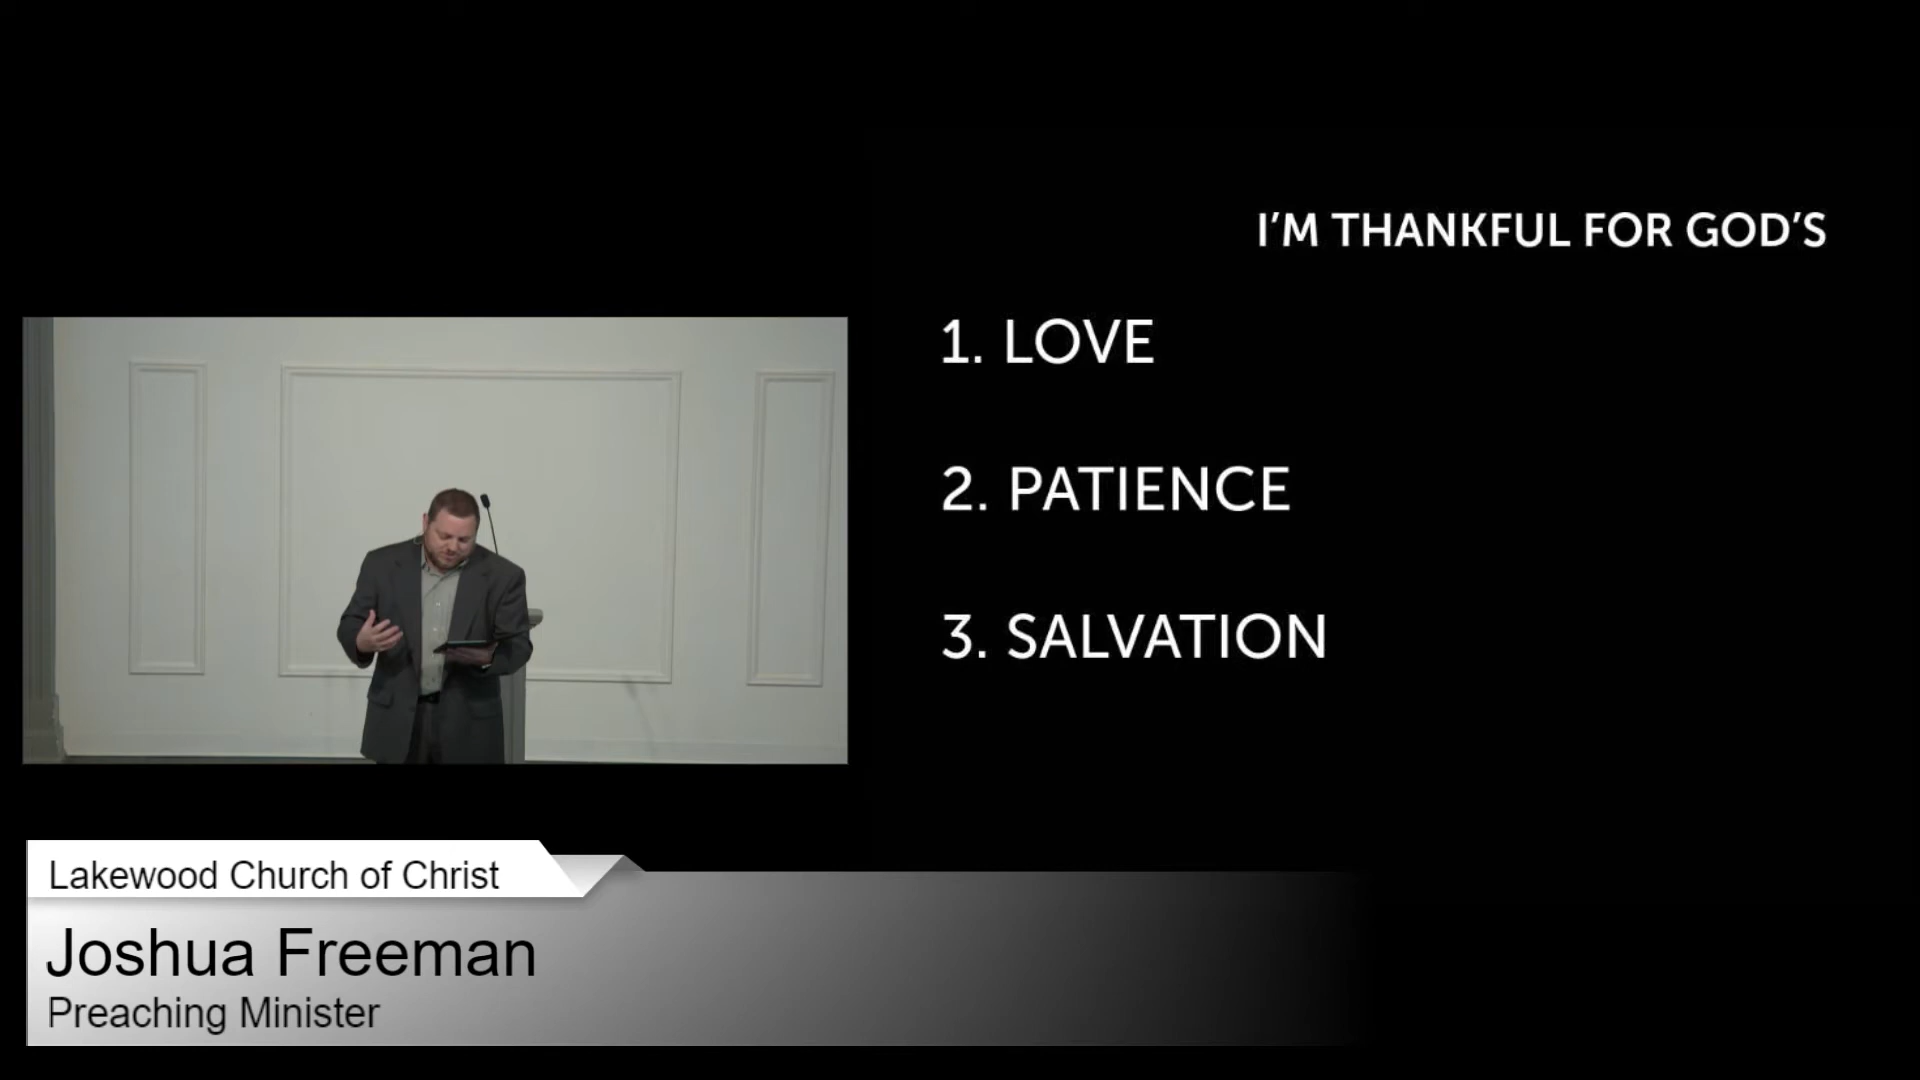 I'M THANKFUL FOR GOD'S
1. LOVE
2. PATIENCE
3. SALVATION
Lakewood Church of Christ
Joshua Freeman
Preaching Minister